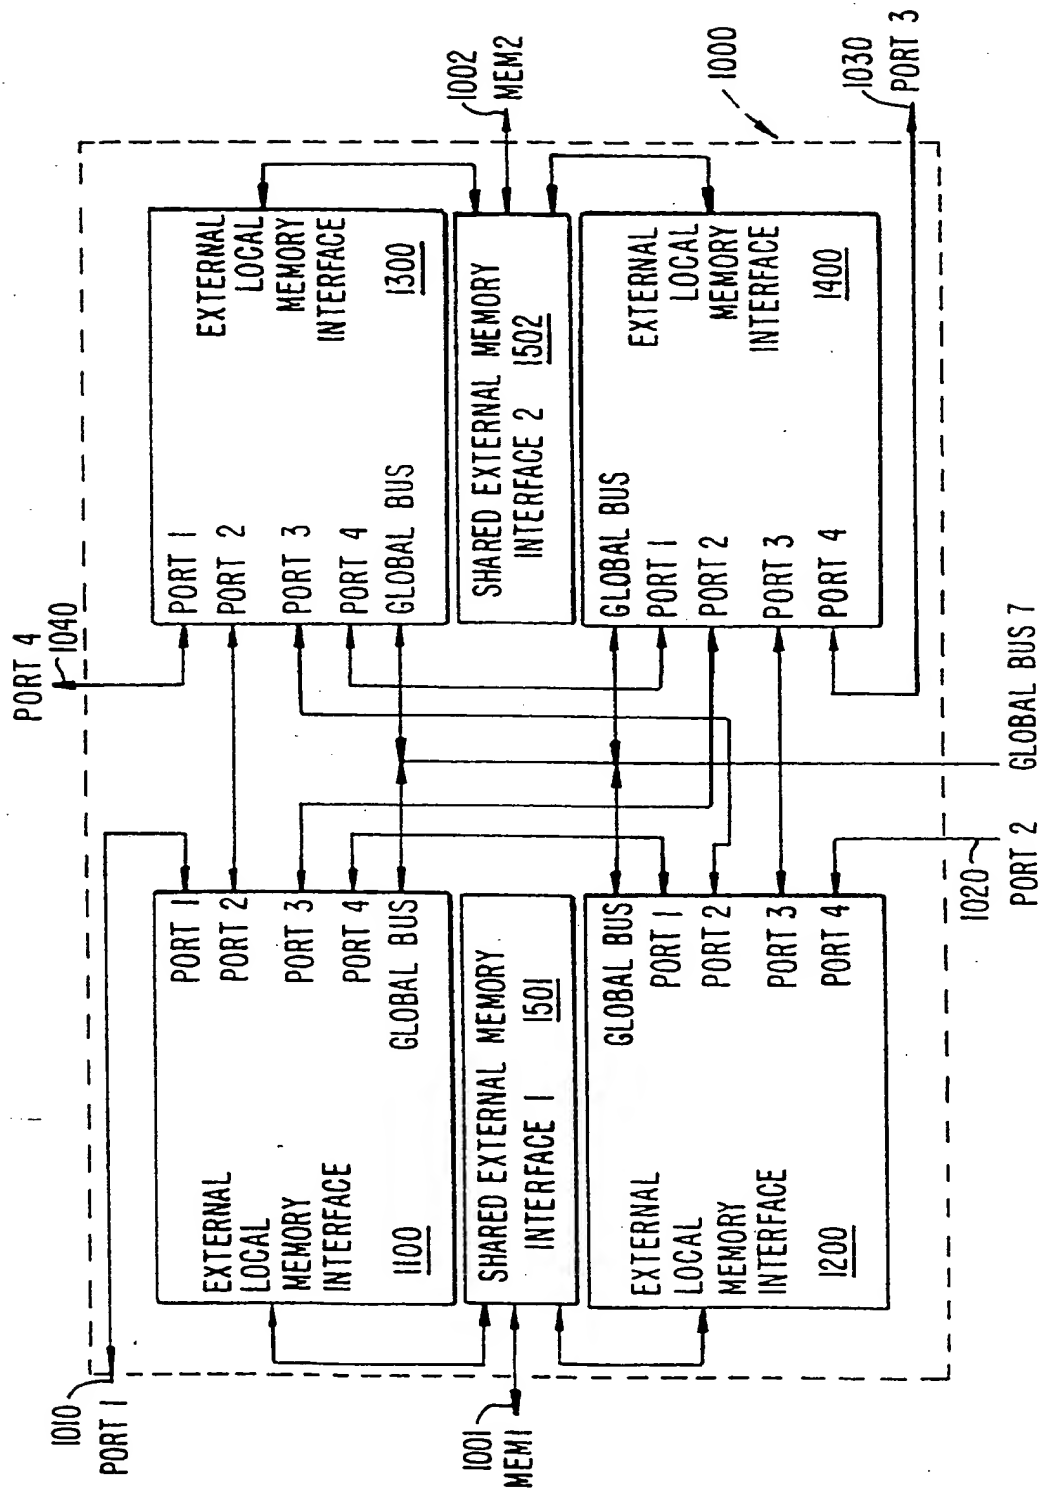 1010
PORT 1
PORT 4
1040
1001
MEM1
1002
MEM2
1000
1030
PORT 3
1020
PORT 2
GLOBAL BUS 7
EXTERNAL
LOCAL
MEMORY
INTERFACE
1100
PORT 1
PORT 2
PORT 3
PORT 4
GLOBAL BUS
SHARED EXTERNAL MEMORY
INTERFACE 1
1501
EXTERNAL
LOCAL
MEMORY
INTERFACE
1200
GLOBAL BUS
PORT 1
PORT 2
PORT 3
PORT 4
PORT 1
PORT 2
PORT 3
PORT 4
GLOBAL BUS
EXTERNAL
LOCAL
MEMORY
INTERFACE
1300
SHARED EXTERNAL MEMORY
INTERFACE 2
1502
GLOBAL BUS
PORT 1
PORT 2
PORT 3
PORT 4
EXTERNAL
LOCAL
MEMORY
INTERFACE
1400